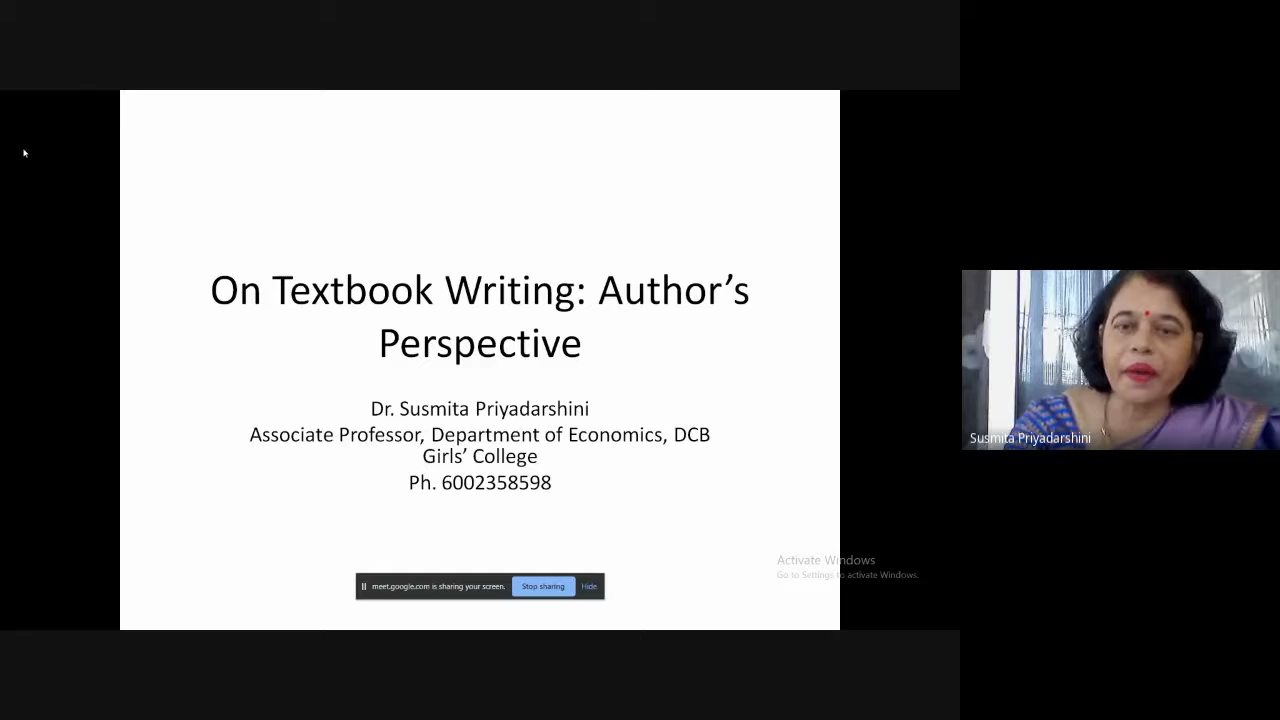 On Textbook Writing: Author’s
Perspective
Dr. Susmita Priyadarshini
Associate Professor, Department of Economics, DCB
Girls’ College
Ph. 6002358598
Susmita Priyadarshini
Activate Windows
Go to Settings to activate Windows.
meet.google.com is sharing your screen.
Stop sharing
Hide